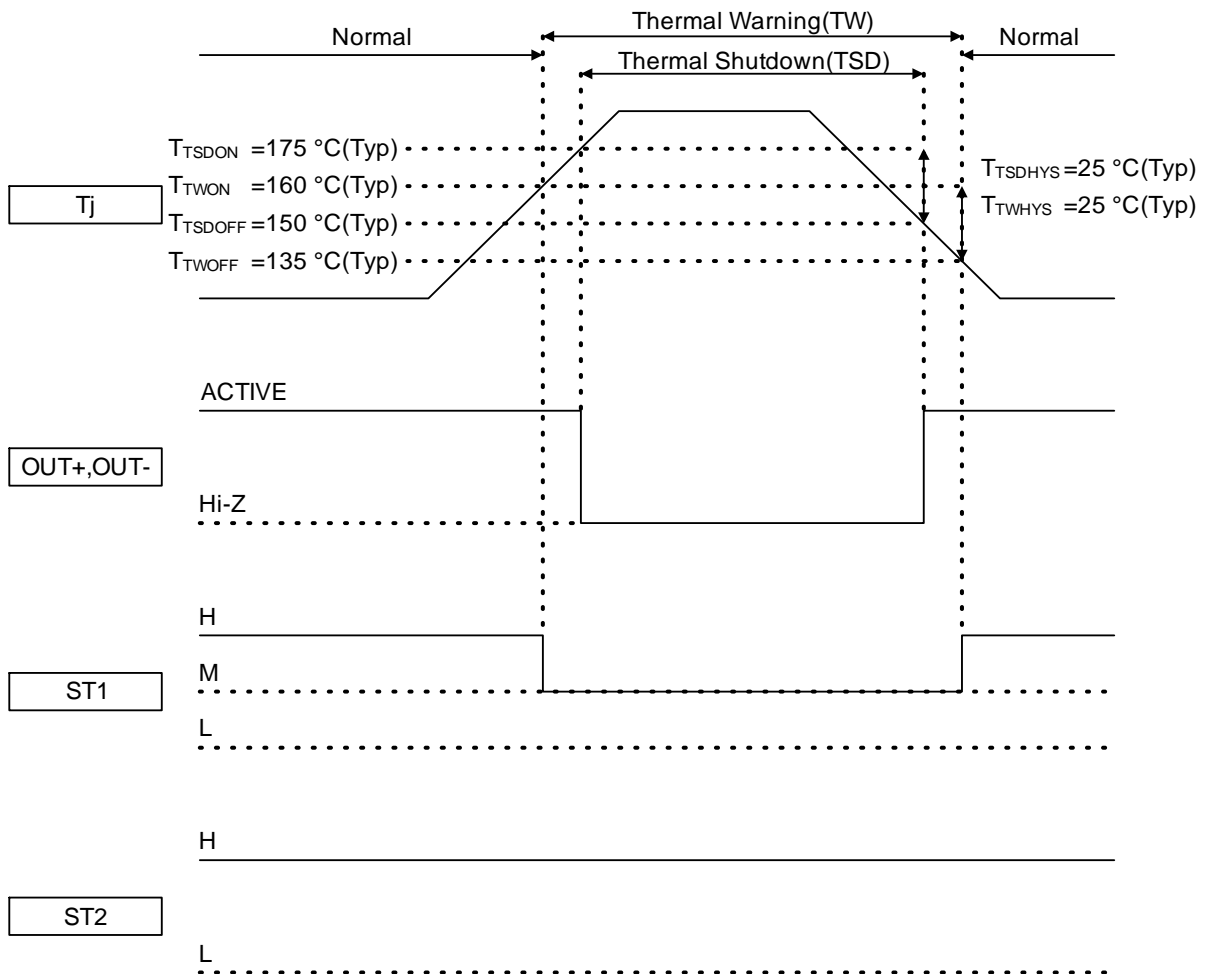 Normal
Thermal Warning(TW)
Normal
Thermal Shutdown(TSD)
Tj
TTSDON =175 °C(Typ)
TTWON =160 °C(Typ)
TTSDOFF=150 °C(Typ)
TTWOFF =135 °C(Typ)
TTSDHYS=25 °C(Typ)
TTWHYS =25 °C(Typ)
OUT+,OUT-
ACTIVE
Hi-Z
ST1
H
M
L
ST2
H
L